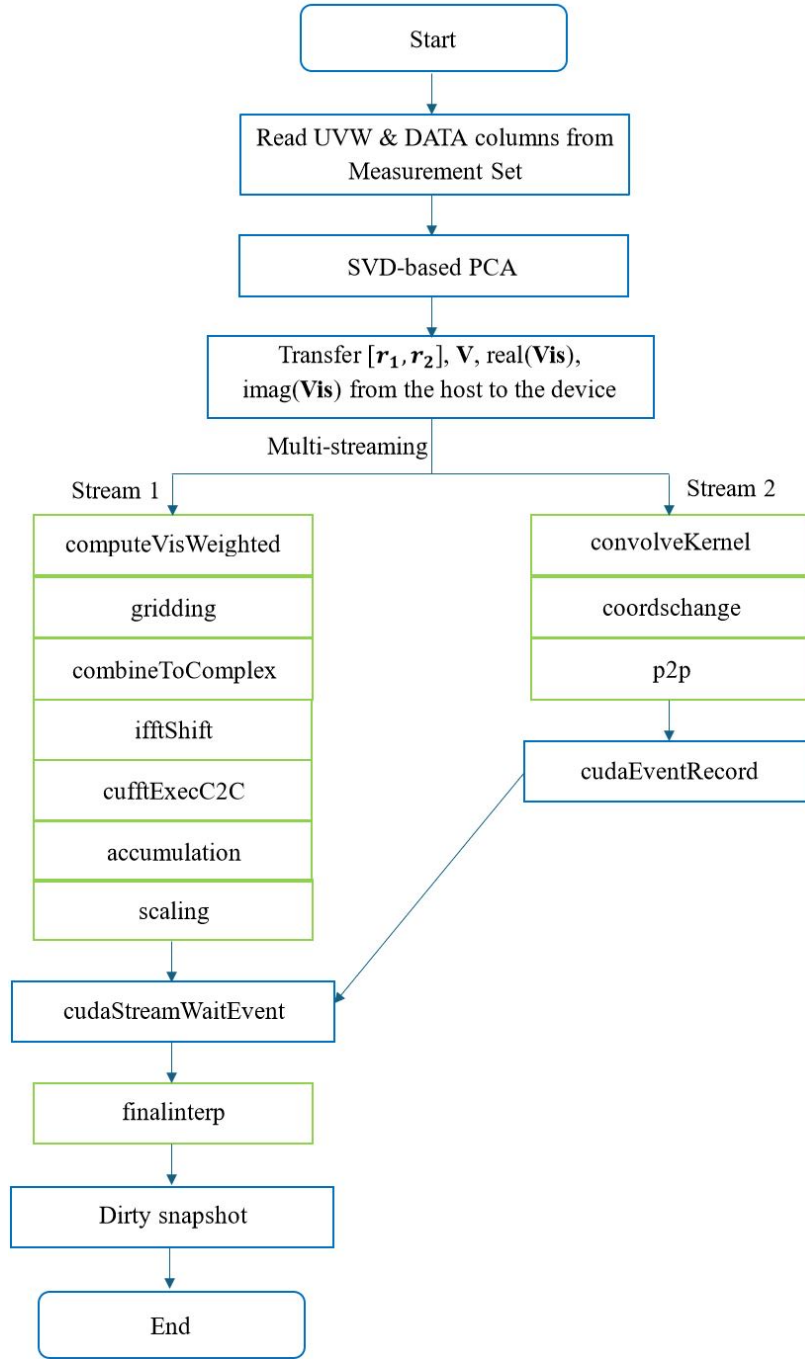 Start
Read UVW & DATA columns from
Measurement Set
SVD-based PCA
Transfer [r₁, r₂], V, real(Vis),
imag(Vis) from the host to the device
Multi-streaming
Stream 1
computeVisWeighted
gridding
combineToComplex
ifftShift
cufftExecC2C
accumulation
scaling
Stream 2
convolveKernel
coordschange
p2p
cudaEventRecord
cudaStreamWaitEvent
finalinterp
Dirty snapshot
End